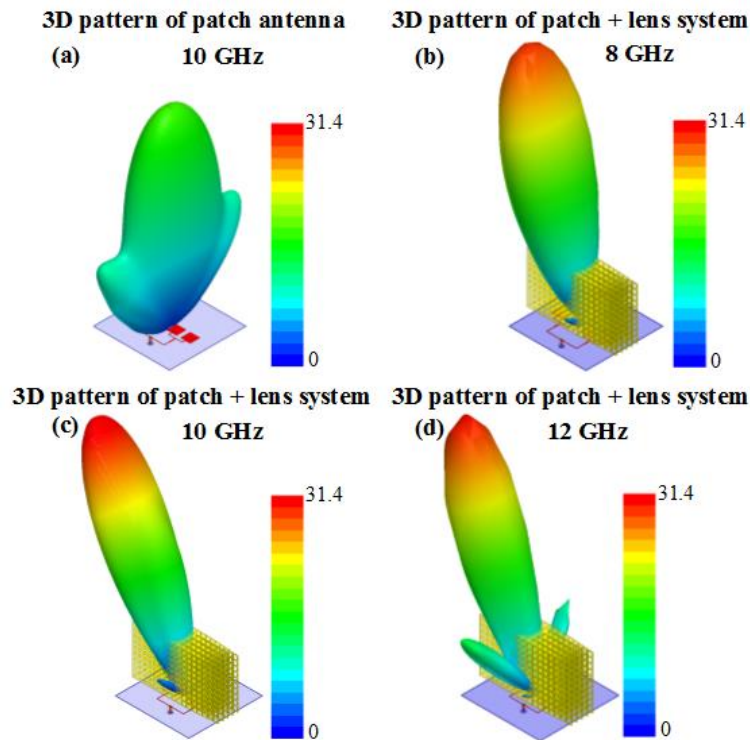 3D pattern of patch antenna
(a)
10 GHz
31.4
0
3D pattern of patch + lens system
(b)
8 GHz
31.4
0
3D pattern of patch + lens system
(c)
10 GHz
31.4
0
3D pattern of patch + lens system
(d)
12 GHz
31.4
0